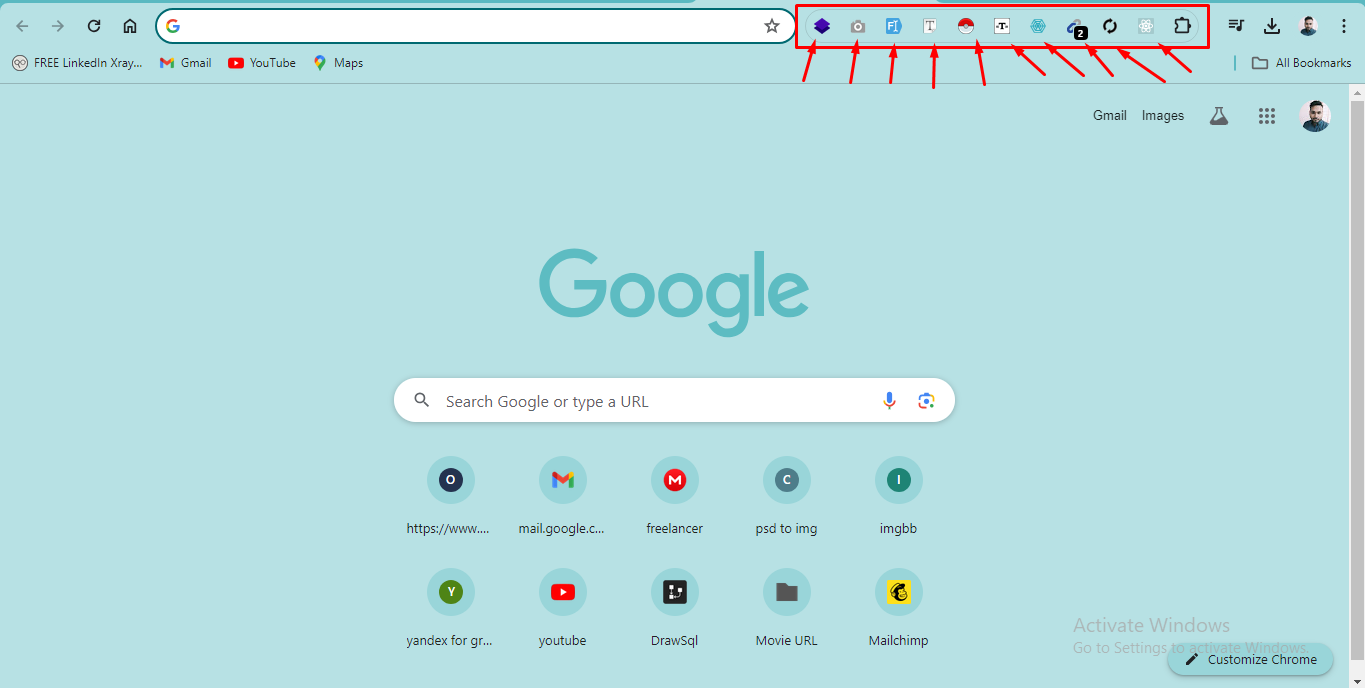 FI
T
-T-
2
FREE LinkedIn Xray...
Gmail
YouTube
Maps
All Bookmarks
Gmail
Images
Google
Search Google or type a URL
O
M
C
I
https://www....
mail.google.c...
freelancer
psd to img
imgbb
Y
yandex for gr...
youtube
DrawSql
Movie URL
Mailchimp
Activate Windows
Go to Settings to activate Windows.
Customize Chrome